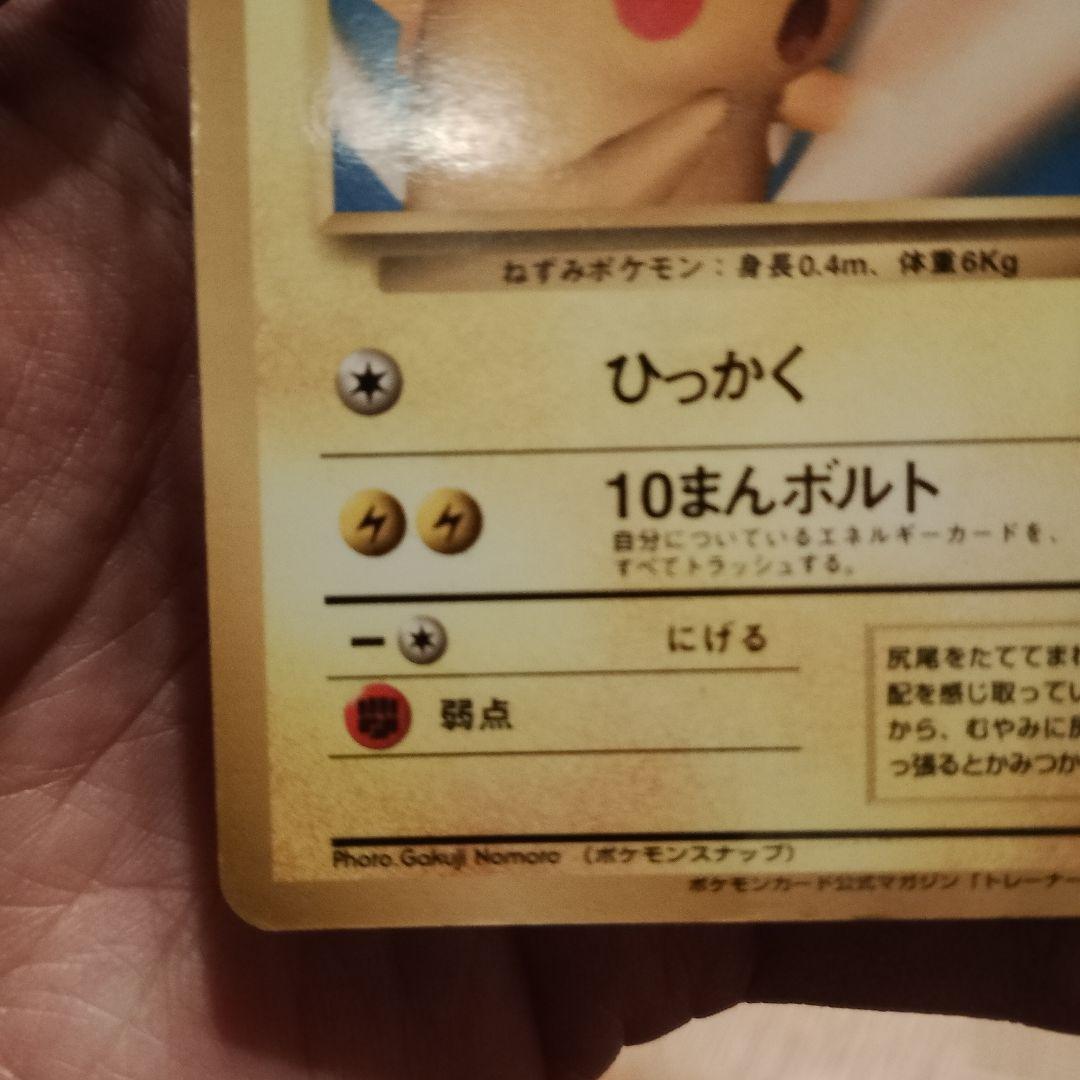 ねずみポケモン：身長0.4m、体重6Kg
ひっかく
10まんボルト
自分についているエネルギーカードを、
すべてトラッシュする。
にげる
弱点
尻尾をたててまわ
配を感じ取ってい
から、むやみに尻
っ張るとかみつか
Photo. Gakuji Nomoto （ポケモンスナップ）
ポケモンカード公式マガジン「トレーナー